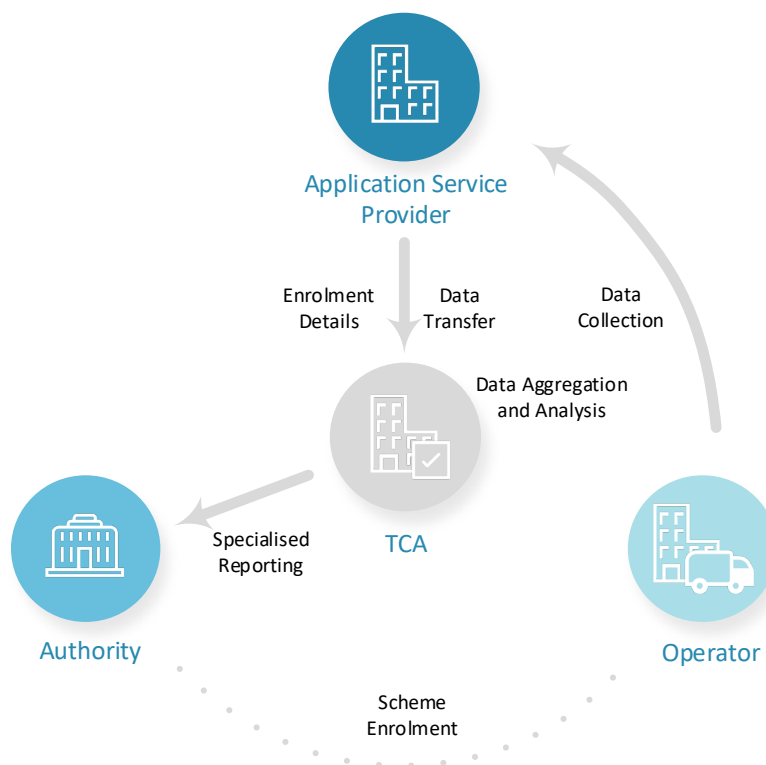 Application Service
Provider
Enrolment
Details
Data
Transfer
Data
Collection
Data Aggregation
and Analysis
Specialised
Reporting
TCA
Authority
Operator
Scheme
Enrolment